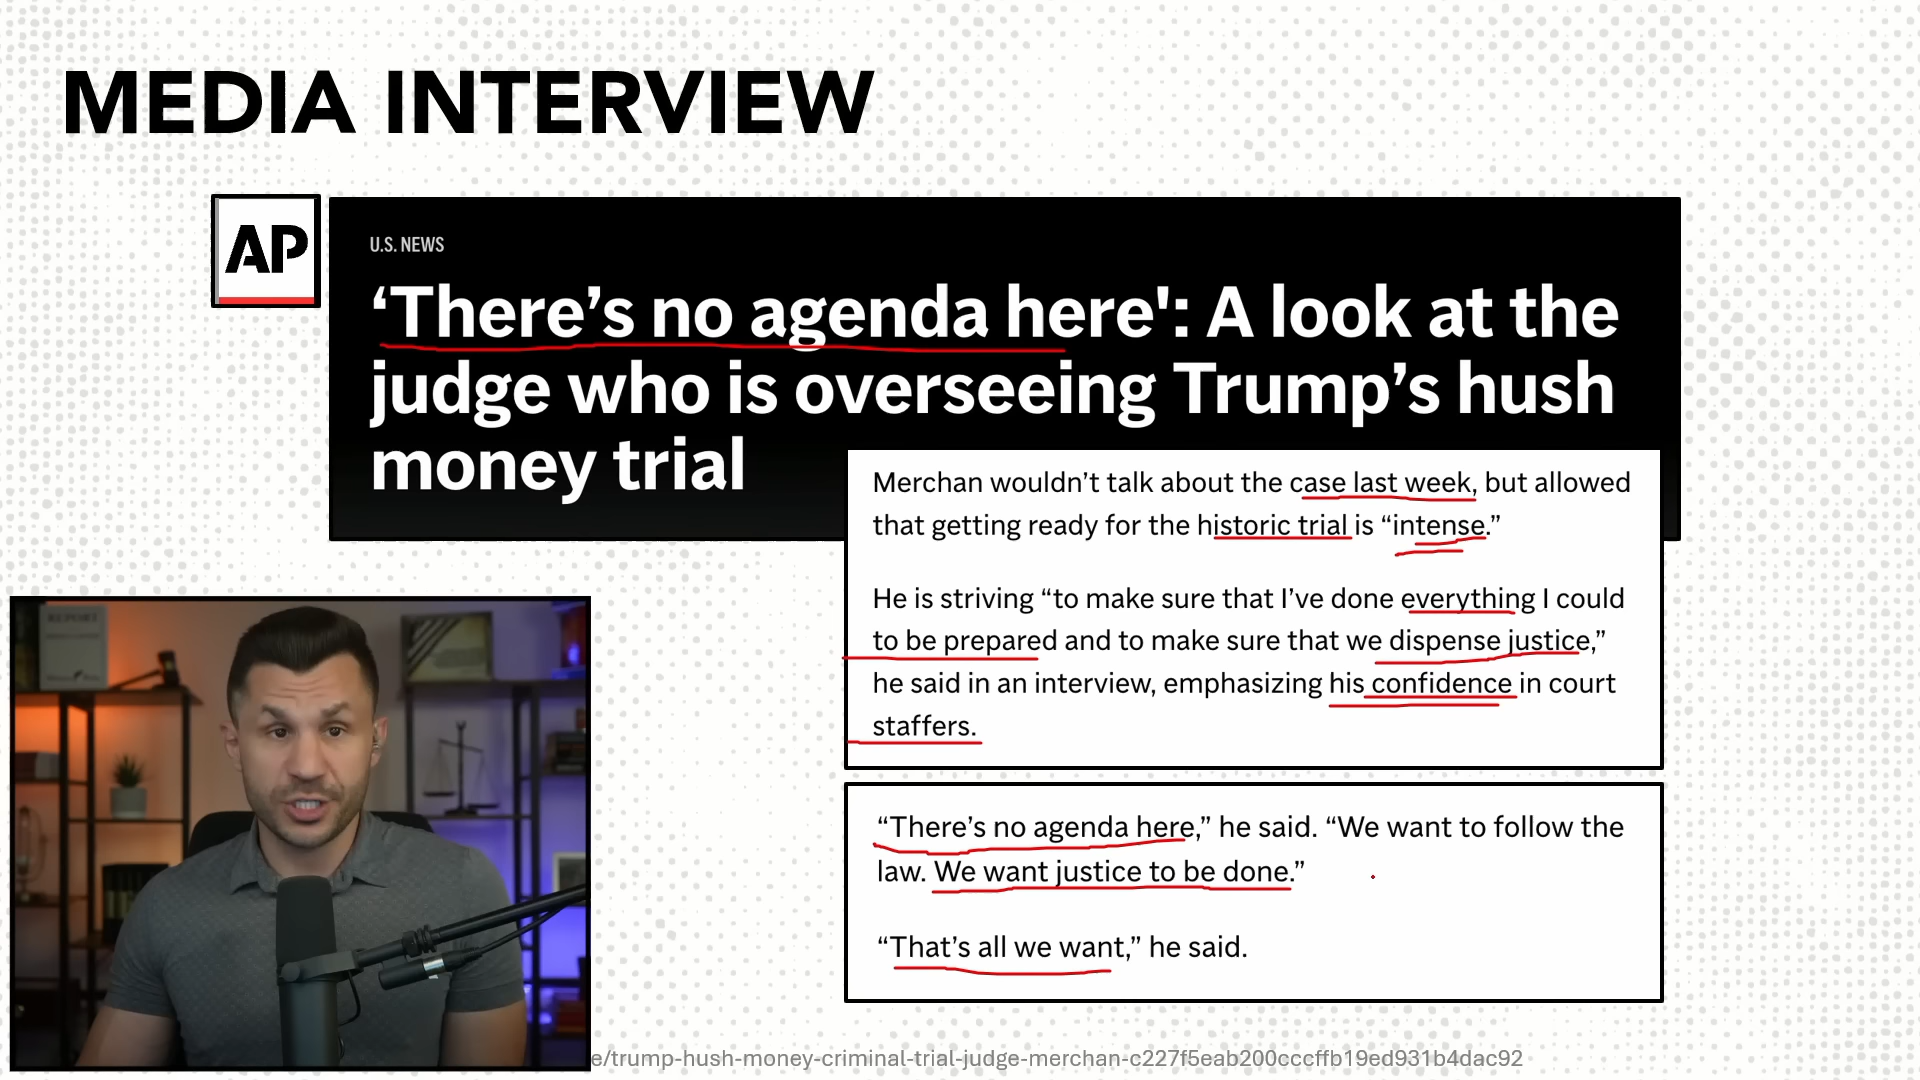 MEDIA INTERVIEW
AP
U.S. NEWS
‘There’s no agenda here': A look at the
judge who is overseeing Trump’s hush
money trial
Merchan wouldn’t talk about the case last week, but allowed
that getting ready for the historic trial is “intense.”
He is striving “to make sure that I’ve done everything I could
to be prepared and to make sure that we dispense justice,”
he said in an interview, emphasizing his confidence in court
staffers.
“There’s no agenda here,” he said. “We want to follow the
law. We want justice to be done.”
“That’s all we want,” he said.
REPORT
e/trump-hush-money-criminal-trial-judge-merchan-c227f5eab200cccffb19ed931b4dac92